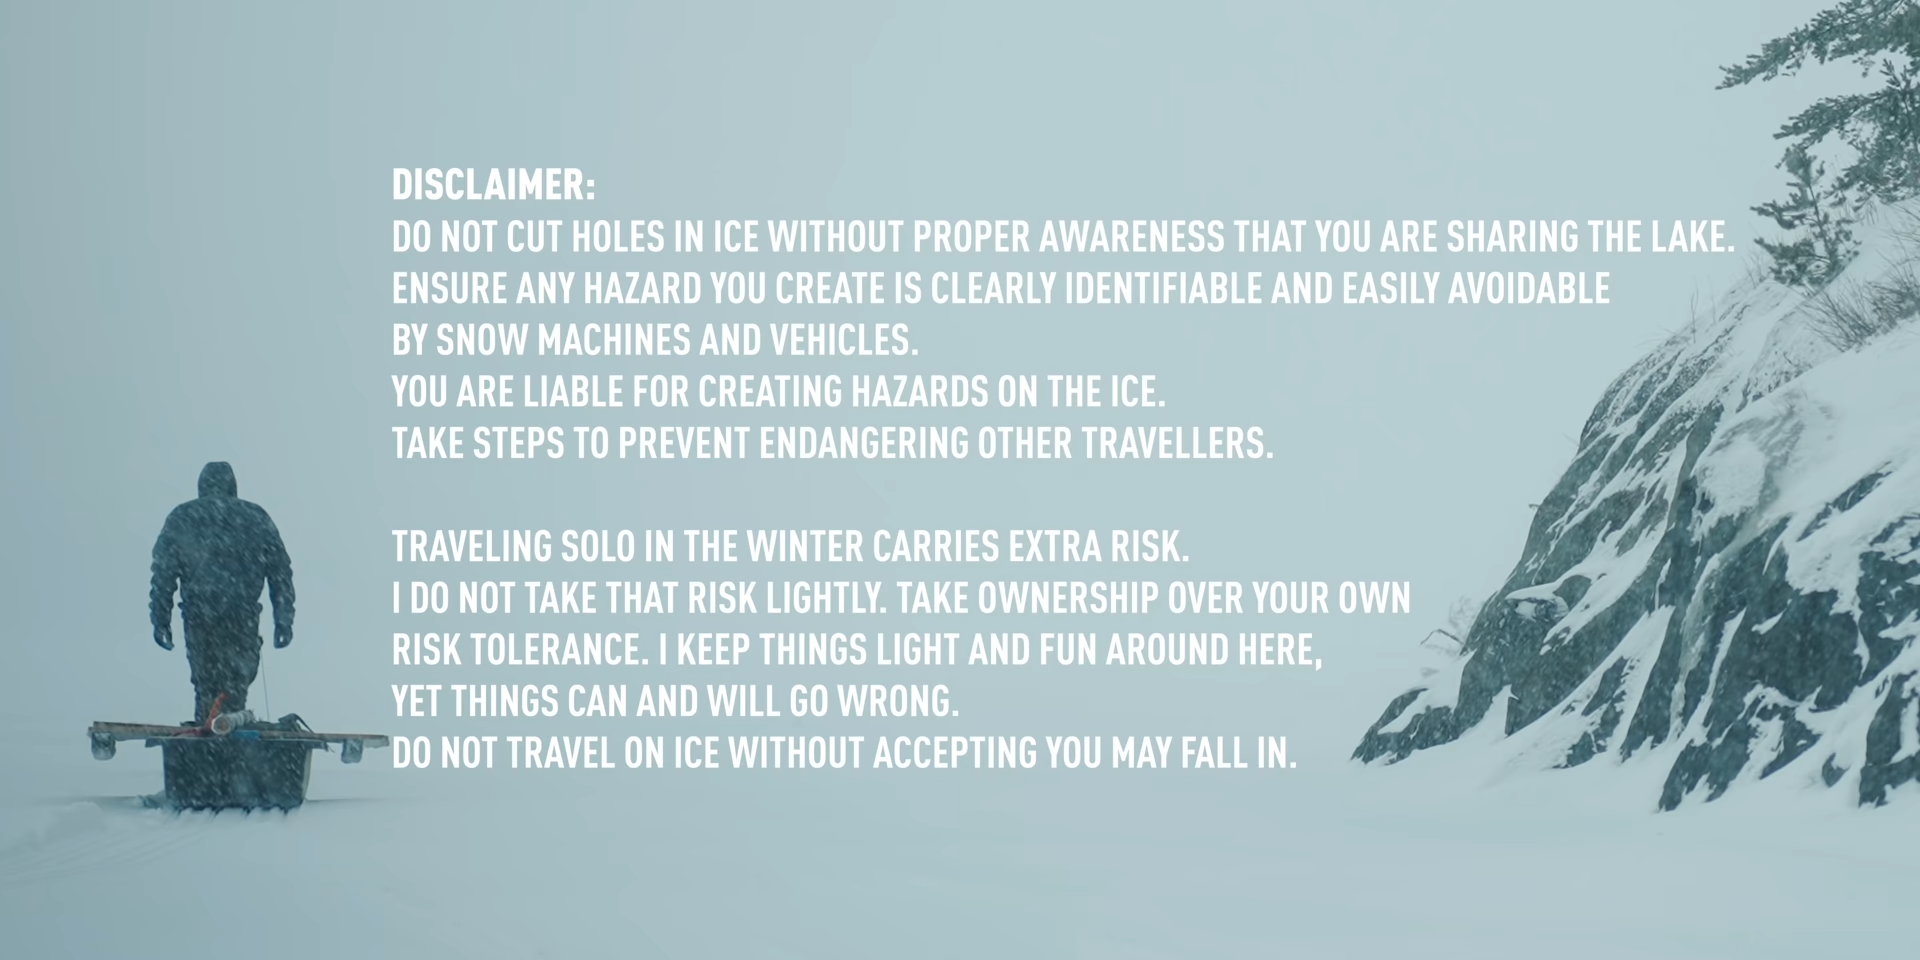 DISCLAIMER:
DO NOT CUT HOLES IN ICE WITHOUT PROPER AWARENESS THAT YOU ARE SHARING THE LAKE.
ENSURE ANY HAZARD YOU CREATE IS CLEARLY IDENTIFIABLE AND EASILY AVOIDABLE
BY SNOW MACHINES AND VEHICLES.
YOU ARE LIABLE FOR CREATING HAZARDS ON THE ICE.
TAKE STEPS TO PREVENT ENDANGERING OTHER TRAVELLERS.
TRAVELING SOLO IN THE WINTER CARRIES EXTRA RISK.
I DO NOT TAKE THAT RISK LIGHTLY. TAKE OWNERSHIP OVER YOUR OWN
RISK TOLERANCE. I KEEP THINGS LIGHT AND FUN AROUND HERE,
YET THINGS CAN AND WILL GO WRONG.
DO NOT TRAVEL ON ICE WITHOUT ACCEPTING YOU MAY FALL IN.